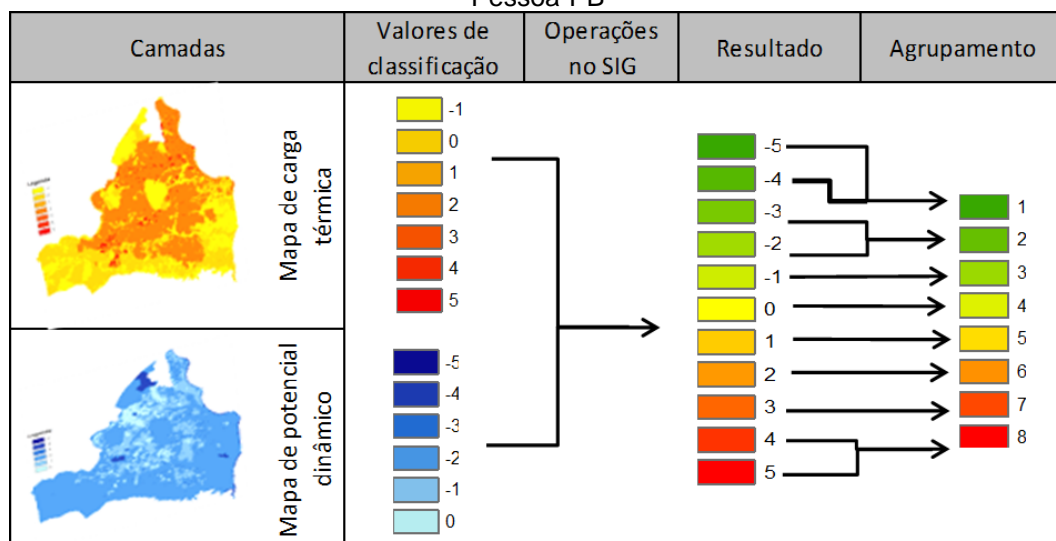 Pessoa-PB
Camadas
Valores de
classificação
Operações
no SIG
Resultado
Agrupamento
Mapa de carga
térmica
-1
0
1
2
3
4
5
Mapa de potencial
dinâmico
-5
-4
-3
-2
-1
0
-5
-4
-3
-2
-1
0
1
2
3
4
5
1
2
3
4
5
6
7
8